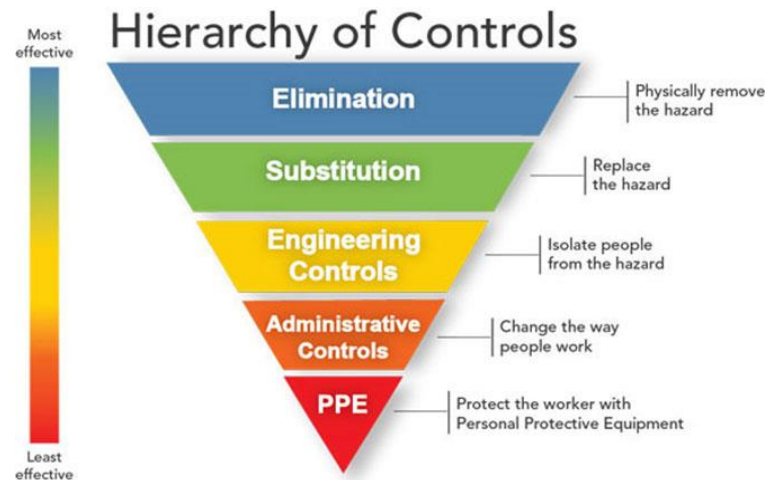 Hierarchy of Controls
Most
effective
Elimination
Physically remove
the hazard
Substitution
Replace
the hazard
Engineering
Controls
Isolate people
from the hazard
Administrative
Controls
Change the way
people work
PPE
Protect the worker with
Personal Protective Equipment
Least
effective